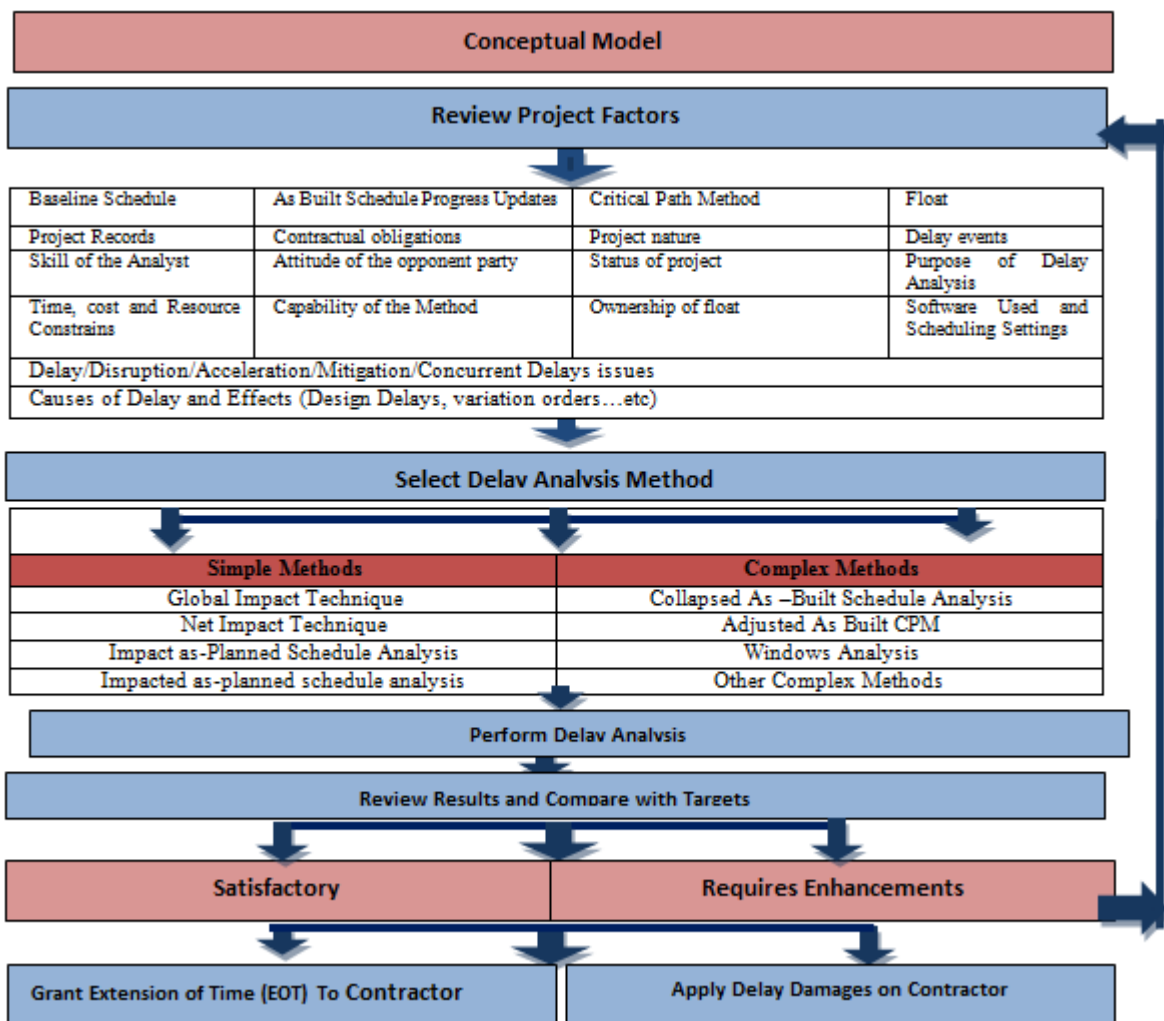 Conceptual Model
Review Project Factors
Baseline Schedule As Built Schedule Progress Updates Critical Path Method Float
Project Records Contractual obligations Project nature Delay events
Skill of the Analyst Attitude of the opponent party Status of project Purpose of Delay
Analysis
Time, cost and Resource Capability of the Method Ownership of float Software Used and
Constrains Scheduling Settings
Delay/Disruption/Acceleration/Mitigation/Concurrent Delays issues
Causes of Delay and Effects (Design Delays, variation orders…etc)
Select Delay Analysis Method
Simple Methods Complex Methods
Global Impact Technique Collapsed As –Built Schedule Analysis
Net Impact Technique Adjusted As Built CPM
Impact as-Planned Schedule Analysis Windows Analysis
Impacted as-planned schedule analysis Other Complex Methods
Perform Delay Analysis
Review Results and Compare with Targets
Satisfactory Requires Enhancements
Grant Extension of Time (EOT) To Contractor Apply Delay Damages on Contractor